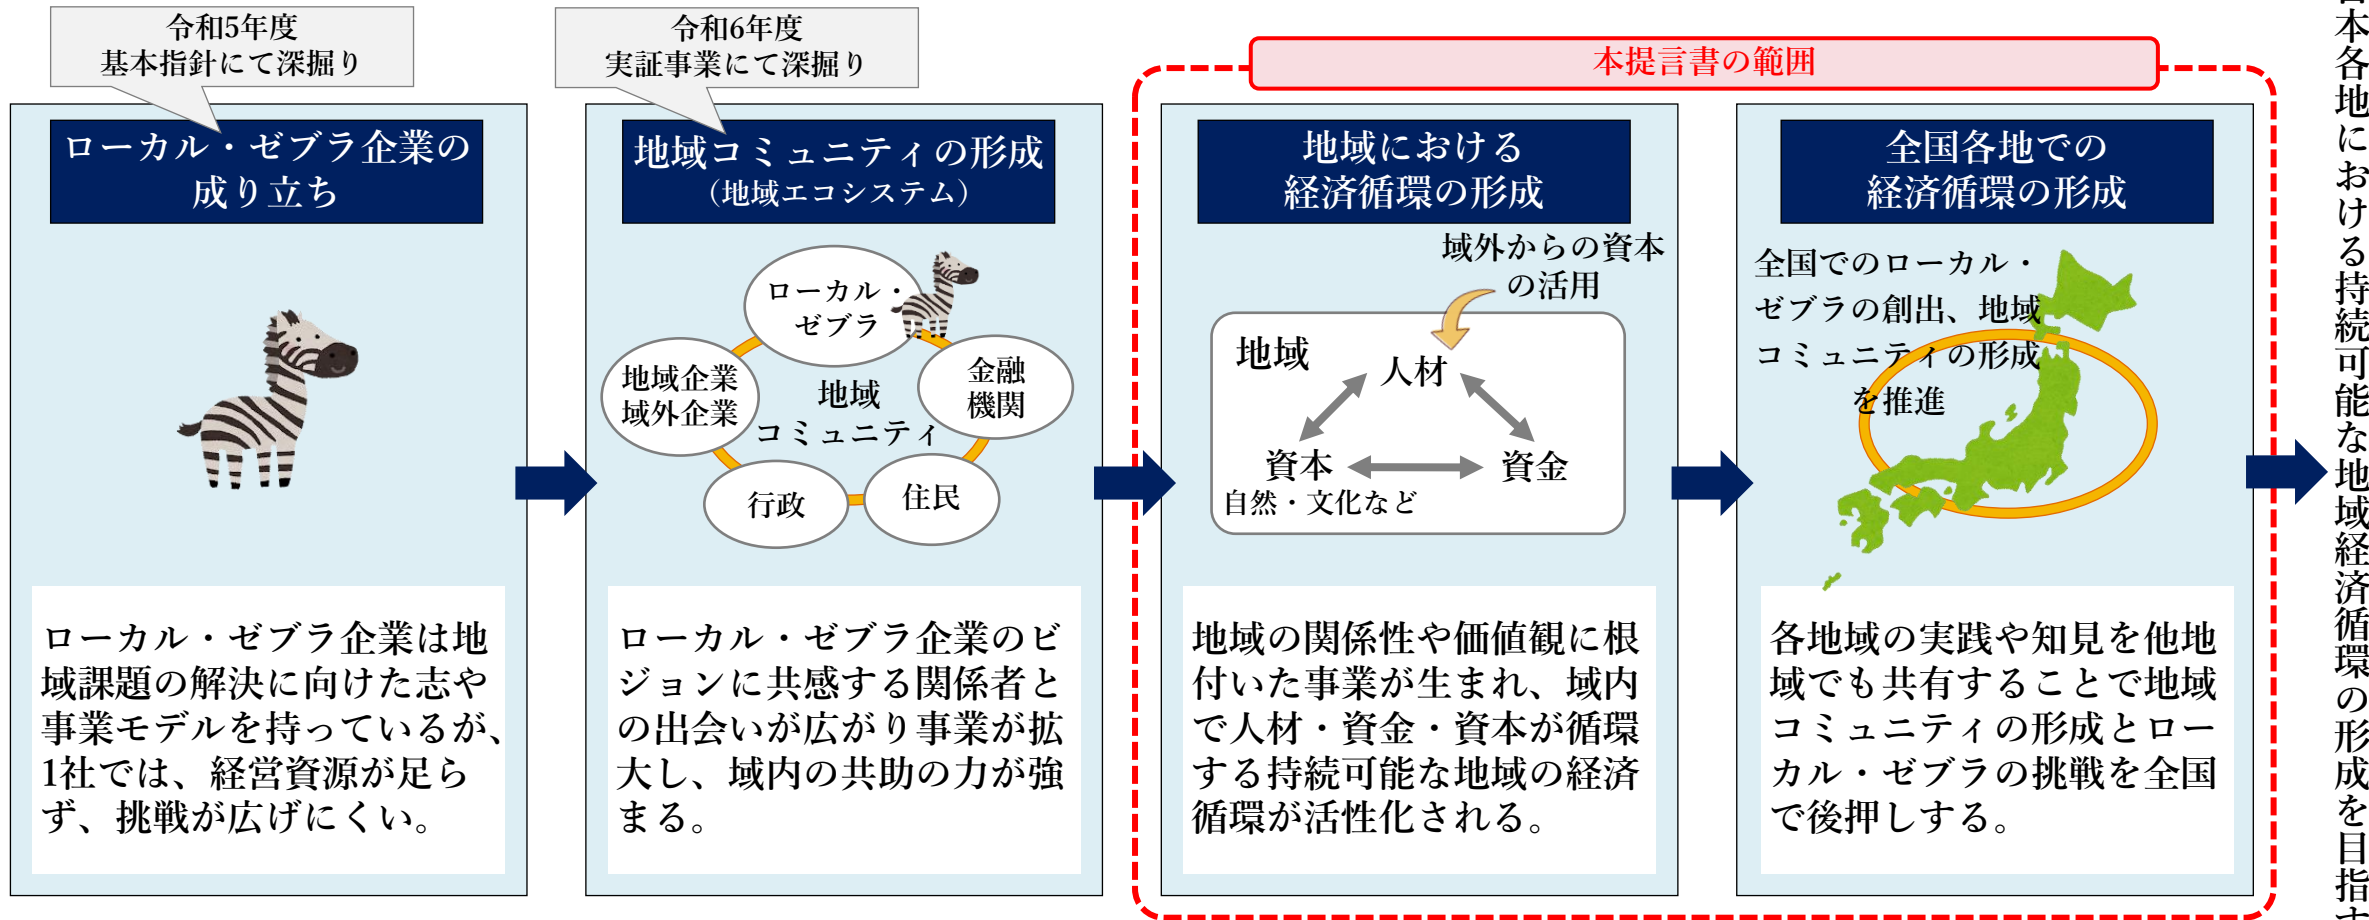 令和5年度
基本指針にて深掘り
ローカル・ゼブラ企業の
成り立ち
ローカル・ゼブラ企業は地
域課題の解決に向けた志や
事業モデルを持っているが、
1社では、経営資源が足ら
ず、挑戦が広げにくい。
令和6年度
実証事業にて深掘り
地域コミュニティの形成
（地域エコシステム）
ローカル・
ゼブラ
地域企業
域外企業
金融
機関
地域
コミュニティ
行政
住民
ローカル・ゼブラ企業のビ
ジョンに共感する関係者と
の出会いが広がり事業が拡
大し、域内の共助の力が強
まる。
本提言書の範囲
地域における
経済循環の形成
域外からの資本
の活用
地域
人材
資本
自然・文化など
資金
地域の関係性や価値観に根
付いた事業が生まれ、域内
で人材・資金・資本が循環
する持続可能な地域の経済
循環が活性化される。
全国各地での
経済循環の形成
全国でのローカル・
ゼブラの創出、地域
コミュニティの形成
を推進
各地域の実践や知見を他地
域でも共有することで地域
コミュニティの形成とロー
カル・ゼブラの挑戦を全国
で後押しする。
本各地における持続可能な地域経済循環の形成を目指